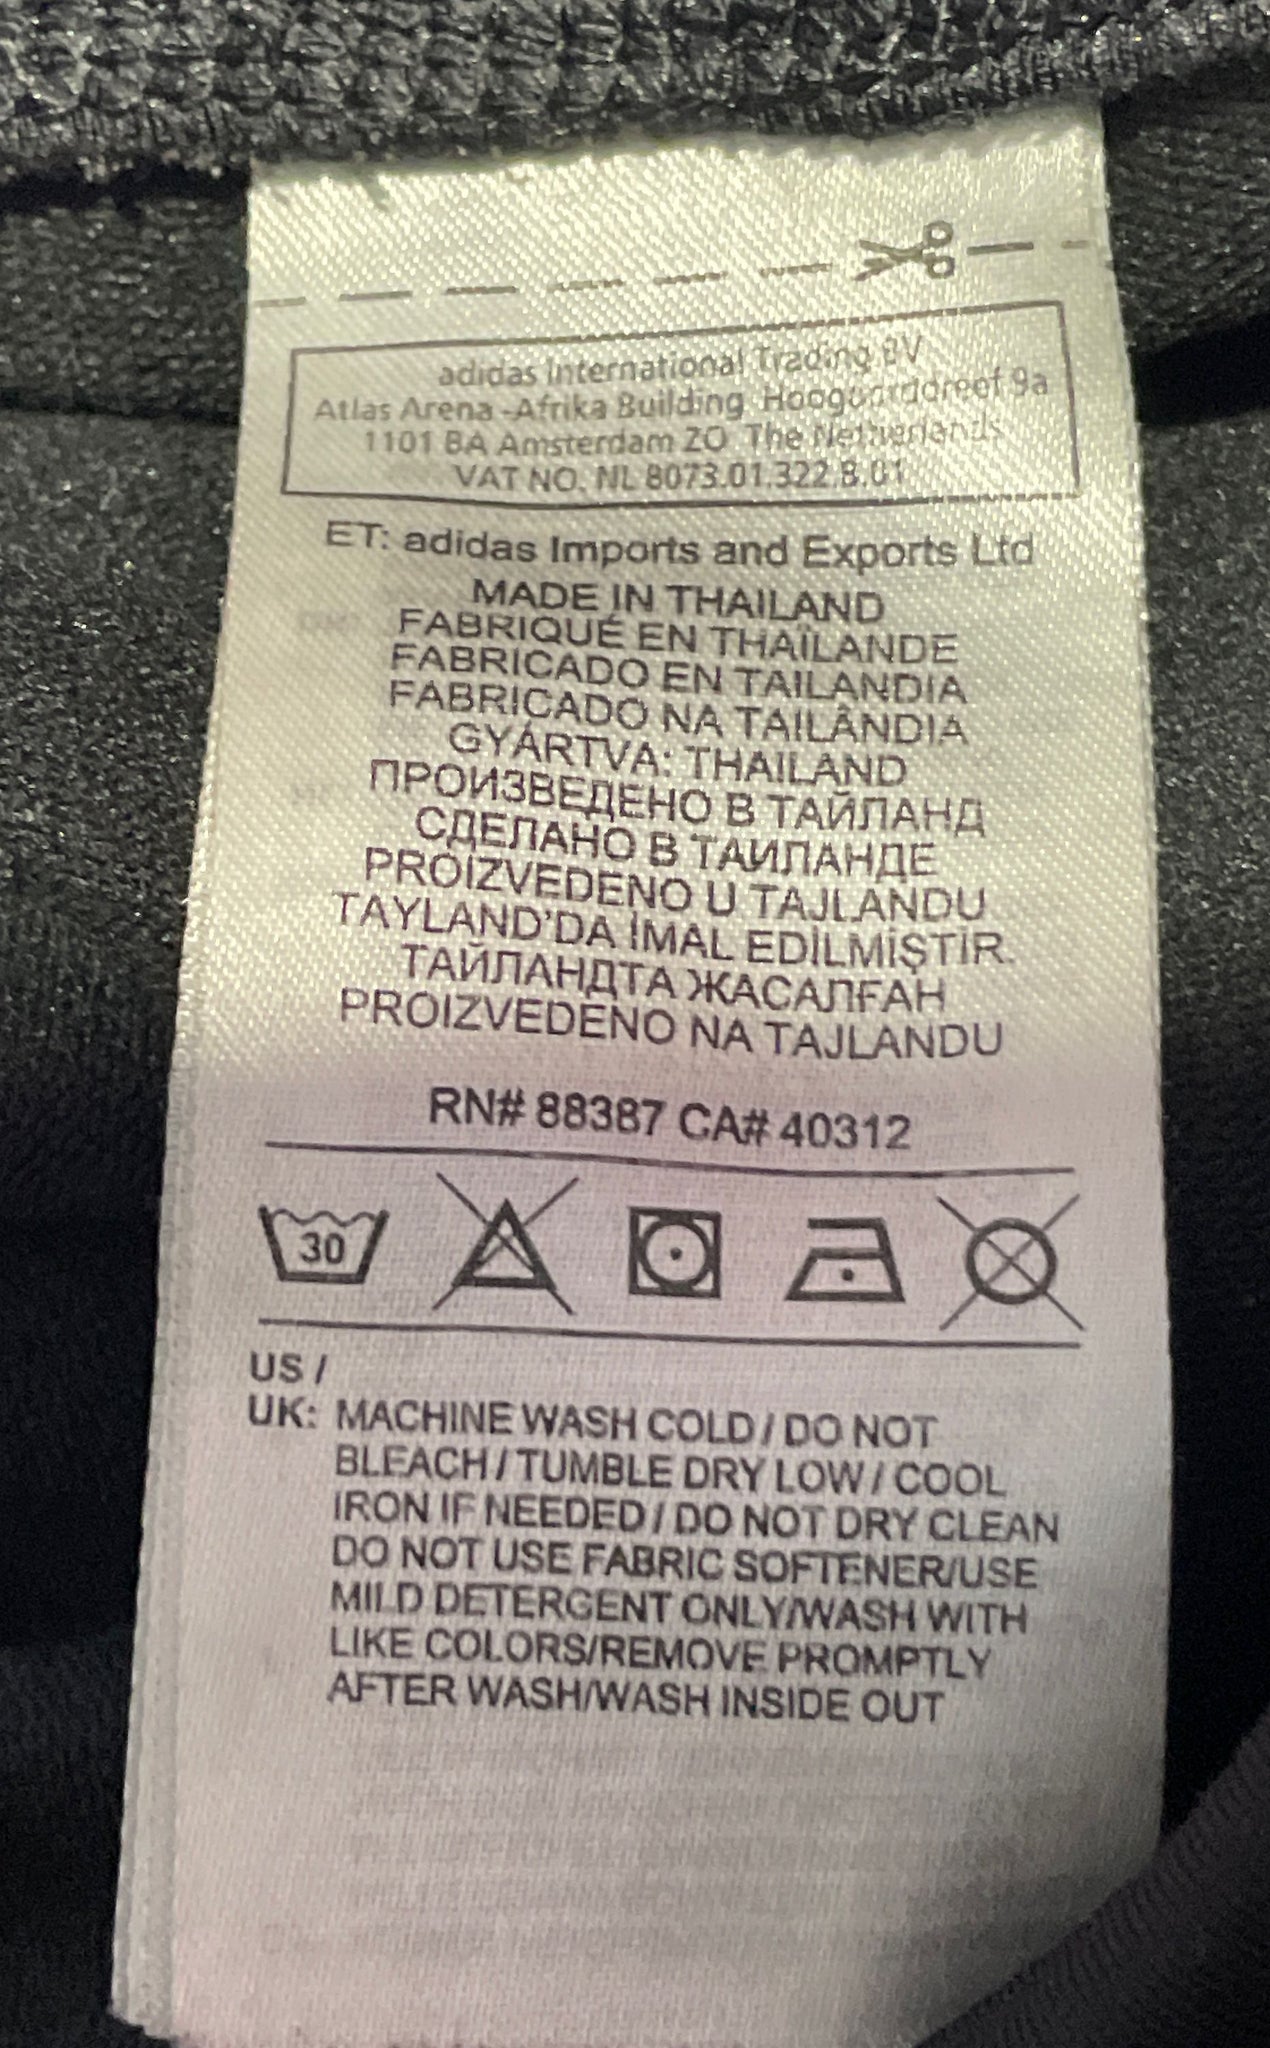 adidas International Trading BV
Atlas Arena -Afrika Building Hoogoorddreef 9a
1101 BA Amsterdam ZO The Netherlands
VAT NO. NL 8073.01.322.B.01
ET: adidas Imports and Exports Ltd
MADE IN THAILAND
FABRIQUÉ EN THAÏLANDE
FABRICADO EN TAILANDIA
FABRICADO NA TAILÂNDIA
GYÁRTVA: THAILAND
ПРОИЗВЕДЕНО В ТАЙЛАНД
СДЕЛАНО В ТАИЛАНДЕ
PROIZVEDENO U TAJLANDU
TAYLAND'DA İMAL EDİLMİŞTİR.
ТАЙЛАНДТА ЖАСАЛҒАН
PROIZVEDENO NA TAJLANDU
RN# 88387 CA# 40312
30
US /
UK: MACHINE WASH COLD / DO NOT
BLEACH / TUMBLE DRY LOW / COOL
IRON IF NEEDED / DO NOT DRY CLEAN
DO NOT USE FABRIC SOFTENER/USE
MILD DETERGENT ONLY/WASH WITH
LIKE COLORS/REMOVE PROMPTLY
AFTER WASH/WASH INSIDE OUT